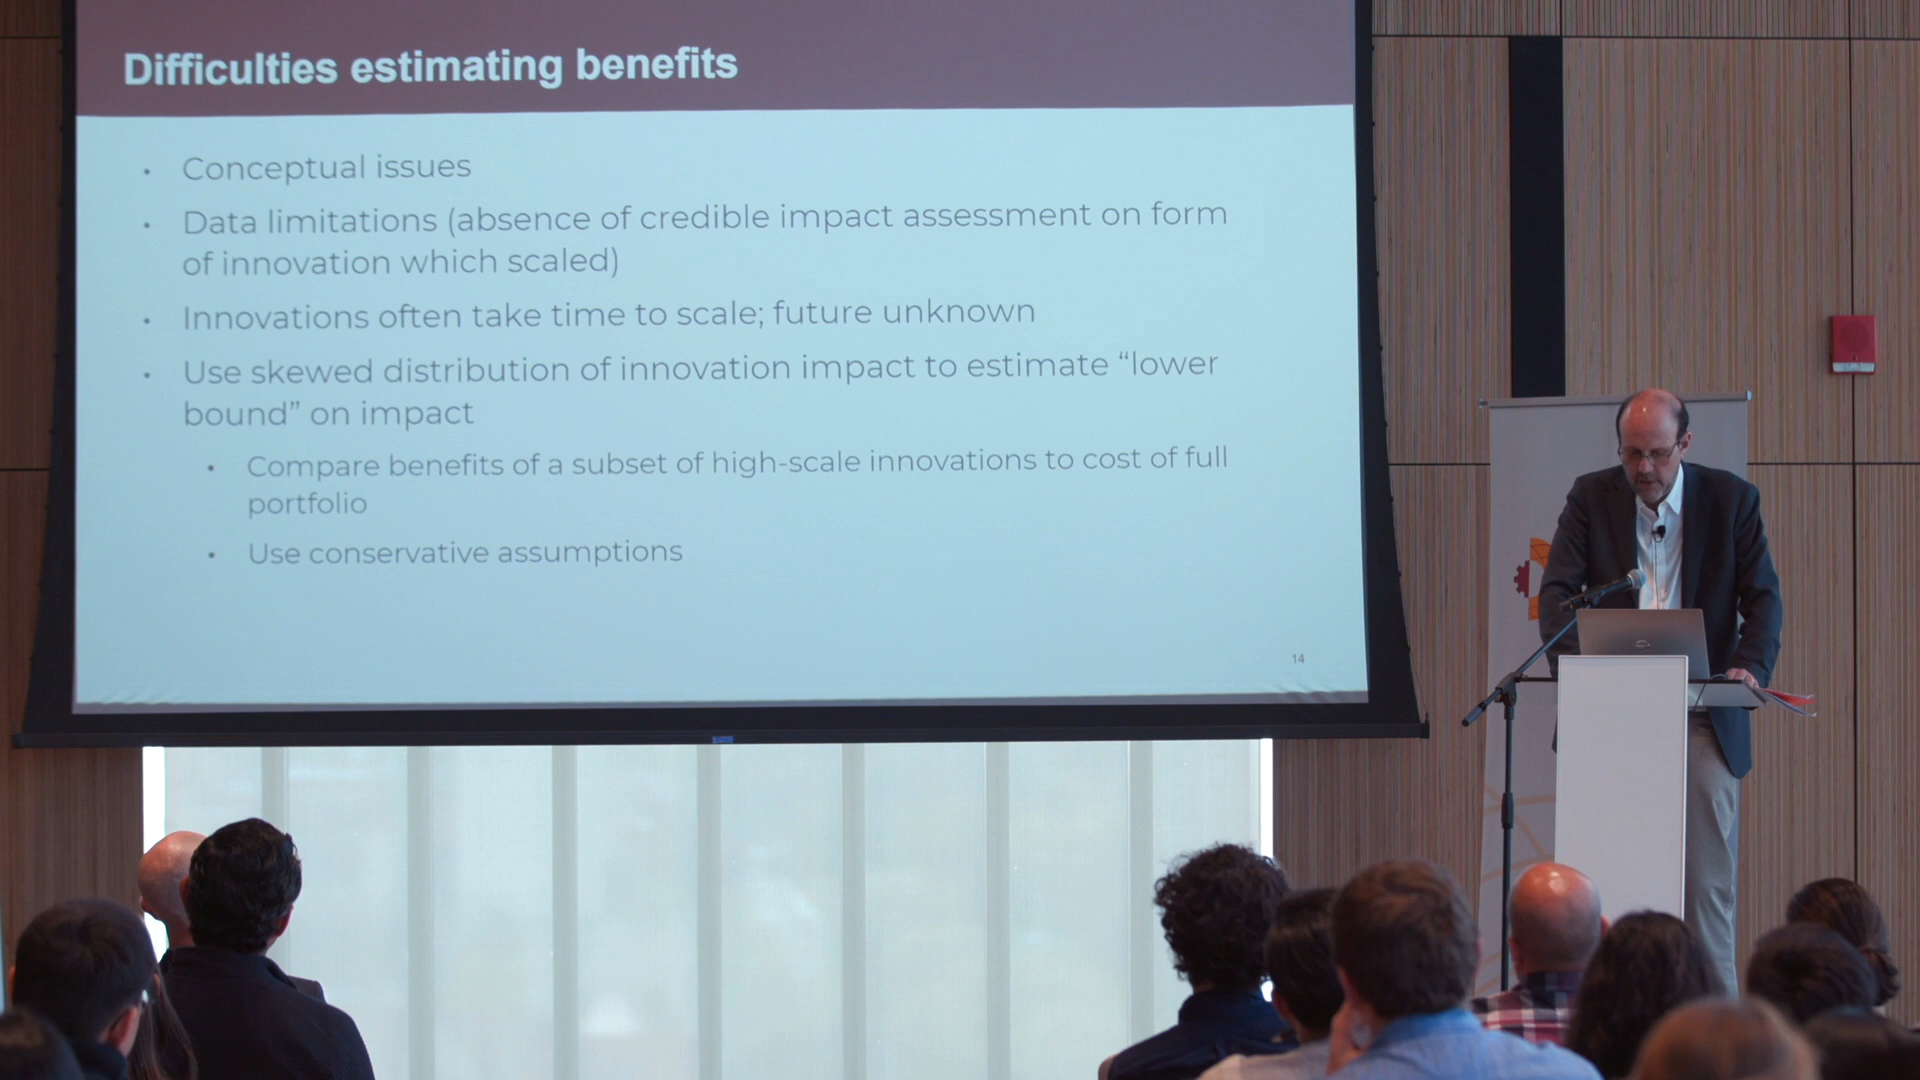 Difficulties estimating benefits
• Conceptual issues
• Data limitations (absence of credible impact assessment on form
of innovation which scaled)
• Innovations often take time to scale; future unknown
• Use skewed distribution of innovation impact to estimate “lower
bound” on impact
• Compare benefits of a subset of high-scale innovations to cost of full
portfolio
• Use conservative assumptions
14